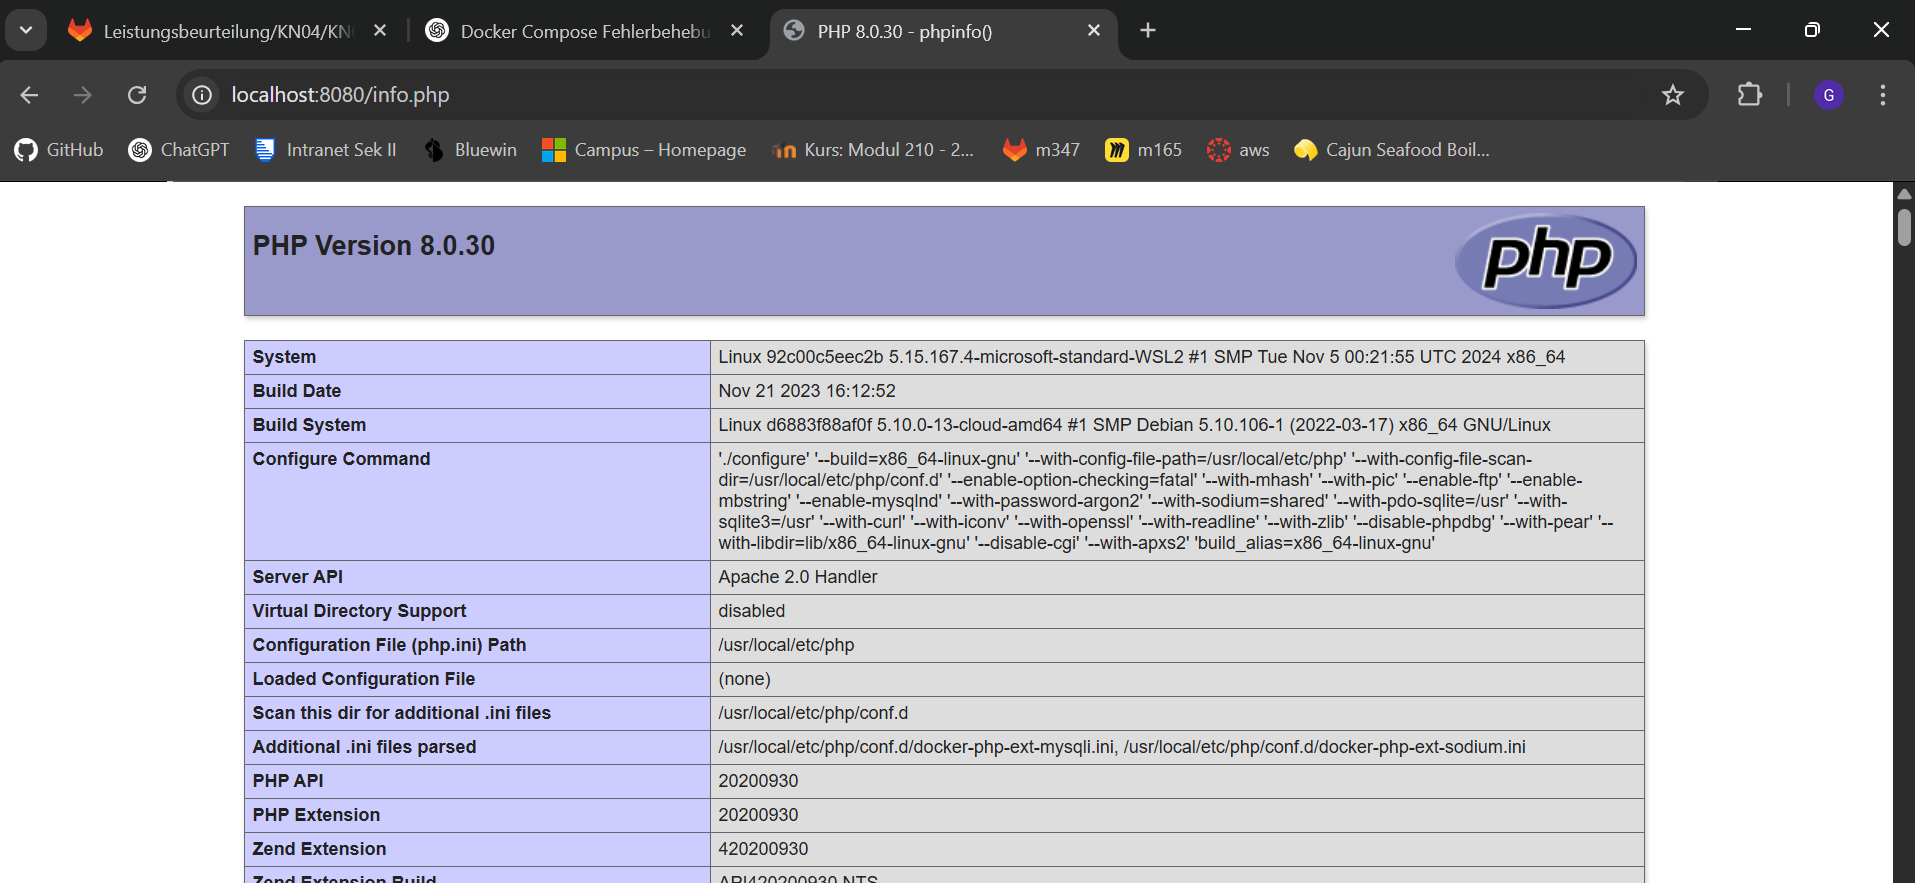 Leistungsbeurteilung/KN04/KN
Docker Compose Fehlerbehebu
PHP 8.0.30 - phpinfo()
localhost:8080/info.php
G
GitHub
ChatGPT
Intranet Sek II
Bluewin
Campus – Homepage
Kurs: Modul 210 - 2...
m347
m165
aws
Cajun Seafood Boil...
PHP Version 8.0.30
php
System
Linux 92c00c5eec2b 5.15.167.4-microsoft-standard-WSL2 #1 SMP Tue Nov 5 00:21:55 UTC 2024 x86_64
Build Date
Nov 21 2023 16:12:52
Build System
Linux d6883f88af0f 5.10.0-13-cloud-amd64 #1 SMP Debian 5.10.106-1 (2022-03-17) x86_64 GNU/Linux
Configure Command
'./configure' '--build=x86_64-linux-gnu' '--with-config-file-path=/usr/local/etc/php' '--with-config-file-scan-
dir=/usr/local/etc/php/conf.d' '--enable-option-checking=fatal' '--with-mhash' '--with-pic' '--enable-ftp' '--enable-
mbstring' '--enable-mysqlnd' '--with-password-argon2' '--with-sodium=shared' '--with-pdo-sqlite=/usr' '--with-
sqlite3=/usr' '--with-curl' '--with-iconv' '--with-openssl' '--with-readline' '--with-zlib' '--disable-phpdbg' '--with-pear' '--
with-libdir=lib/x86_64-linux-gnu' '--disable-cgi' '--with-apxs2' 'build_alias=x86_64-linux-gnu'
Server API
Apache 2.0 Handler
Virtual Directory Support
disabled
Configuration File (php.ini) Path
/usr/local/etc/php
Loaded Configuration File
(none)
Scan this dir for additional .ini files
/usr/local/etc/php/conf.d
Additional .ini files parsed
/usr/local/etc/php/conf.d/docker-php-ext-mysqli.ini, /usr/local/etc/php/conf.d/docker-php-ext-sodium.ini
PHP API
20200930
PHP Extension
20200930
Zend Extension
420200930
Zend Extension Build
API420200930,NTS